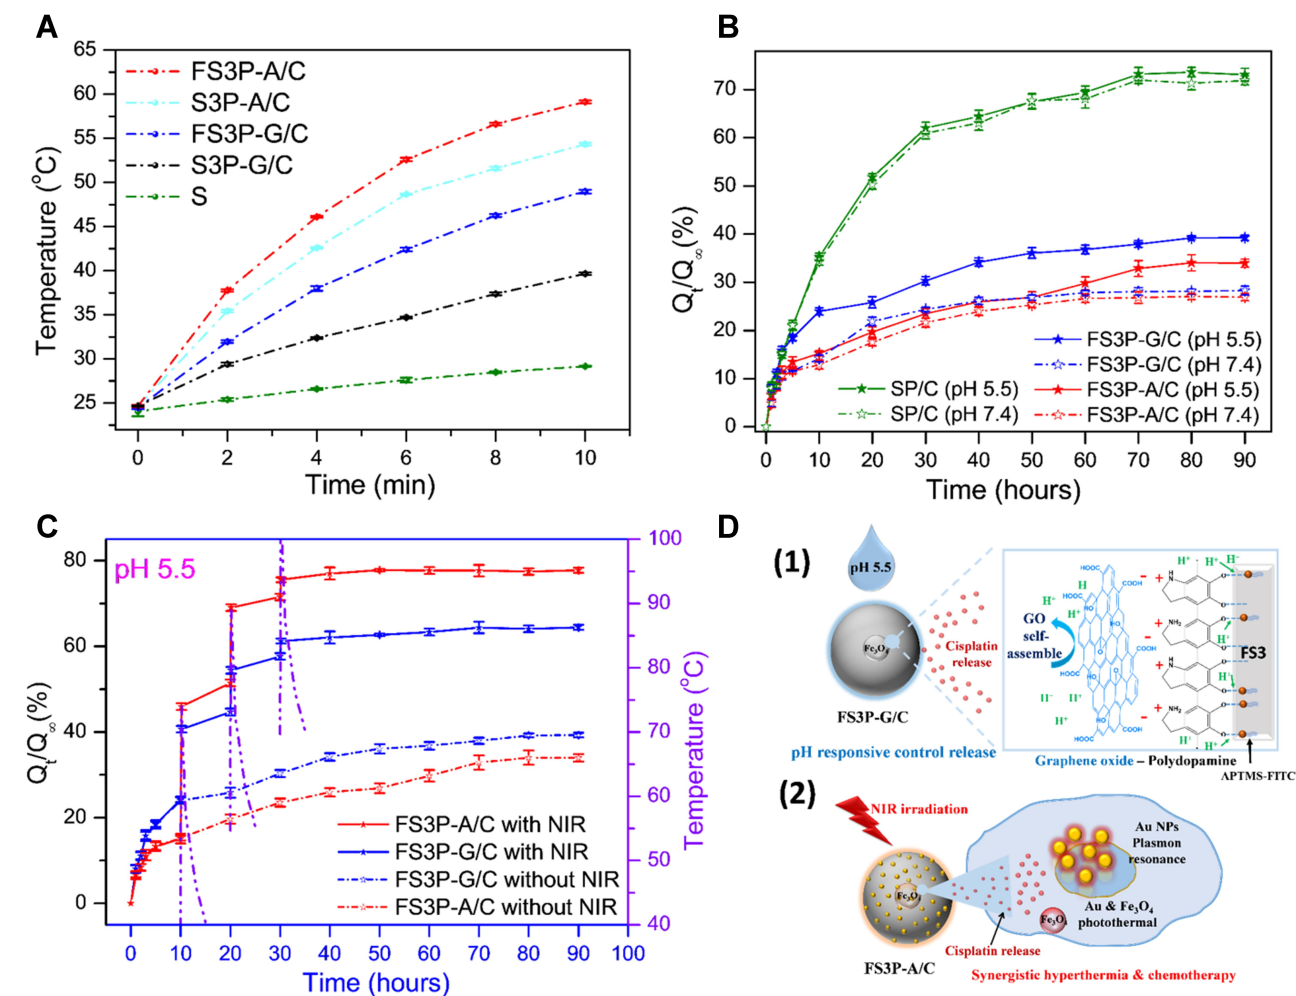 A
65
60
55
50
45
40
35
30
25
Temperature (°C)
FS3P-A/C
S3P-A/C
FS3P-G/C
S3P-G/C
S
0 2 4 6 8 10
Time (min)
B
70
60
50
40
30
20
10
0
Qt/Q∞(%)
FS3P-G/C (pH 5.5)
FS3P-G/C (pH 7.4)
SP/C (pH 5.5)
FS3P-A/C (pH 5.5)
SP/C (pH 7.4)
FS3P-A/C (pH 7.4)
0 10 20 30 40 50 60 70 80 90
Time (hours)
C
pH 5.5
80
60
40
20
0
Qt/Q∞(%)
100
90
80
70
60
50
40
Temperature (°C)
FS3P-A/C with NIR
FS3P-G/C with NIR
FS3P-G/C without NIR
FS3P-A/C without NIR
0 10 20 30 40 50 60 70 80 90 100
Time (hours)
D
(1)
pH 5.5
Fe3O4
FS3P-G/C
Cisplatin
release
pH responsive control release
GO
self-
assemble
FS3
Graphene oxide – Polydopamine
APTMS-FITC
(2)
NIR irradiation
Fe3O4
FS3P-A/C
Cisplatin release
Au NPs
Plasmon
resonance
Au & Fe3O4
photothermal
Fe3O4
Synergistic hyperthermia & chemotherapy